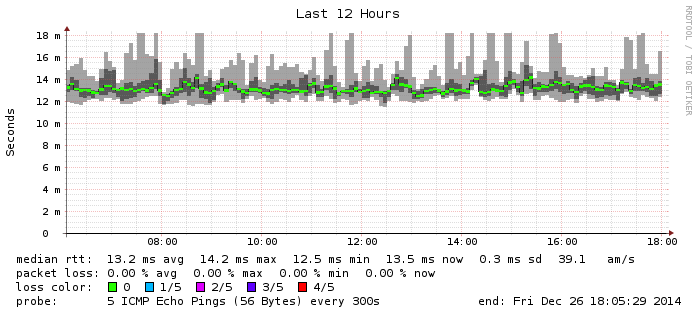 Last 12 Hours
RRDTOOL / TOBI OETIKER
Seconds
18 m
16 m
14 m
12 m
10 m
8 m
6 m
4 m
2 m
0
08:00 10:00 12:00 14:00 16:00 18:00
median rtt: 13.2 ms avg 14.2 ms max 12.5 ms min 13.5 ms now 0.3 ms sd 39.1 am/s
packet loss: 0.00 % avg 0.00 % max 0.00 % min 0.00 % now
loss color: 0 1/5 2/5 3/5 4/5
probe: 5 ICMP Echo Pings (56 Bytes) every 300s end: Fri Dec 26 18:05:29 2014